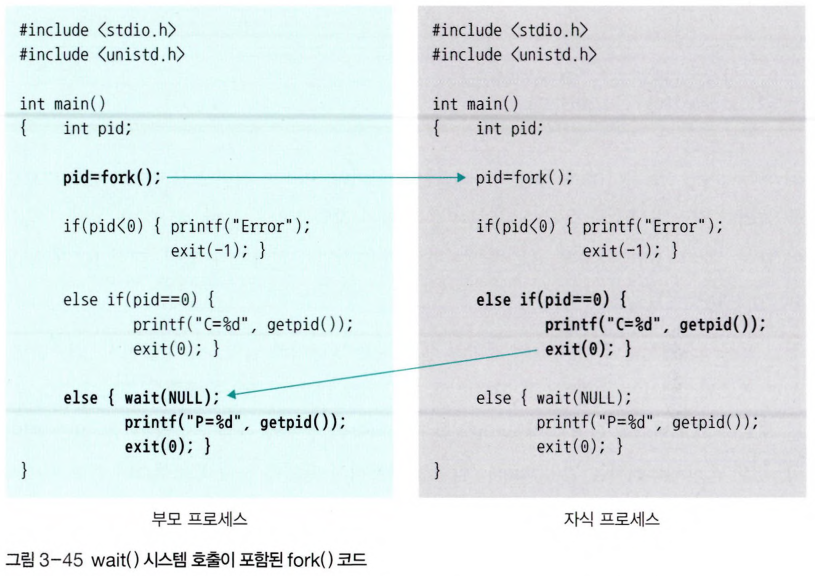 #include <stdio.h>
#include <unistd.h>
int main()
{ int pid;
pid=fork();
if(pid<0) { printf("Error");
exit(-1); }
else if(pid==0) {
printf("C=%d", getpid());
exit(0); }
else { wait(NULL);
printf("P=%d", getpid());
exit(0); }
}
부모 프로세스
#include <stdio.h>
#include <unistd.h>
int main()
{ int pid;
pid=fork();
if(pid<0) { printf("Error");
exit(-1); }
else if(pid==0) {
printf("C=%d", getpid());
exit(0); }
else { wait(NULL);
printf("P=%d", getpid());
exit(0); }
}
자식 프로세스
그림 3-45 wait() 시스템 호출이 포함된 fork() 코드